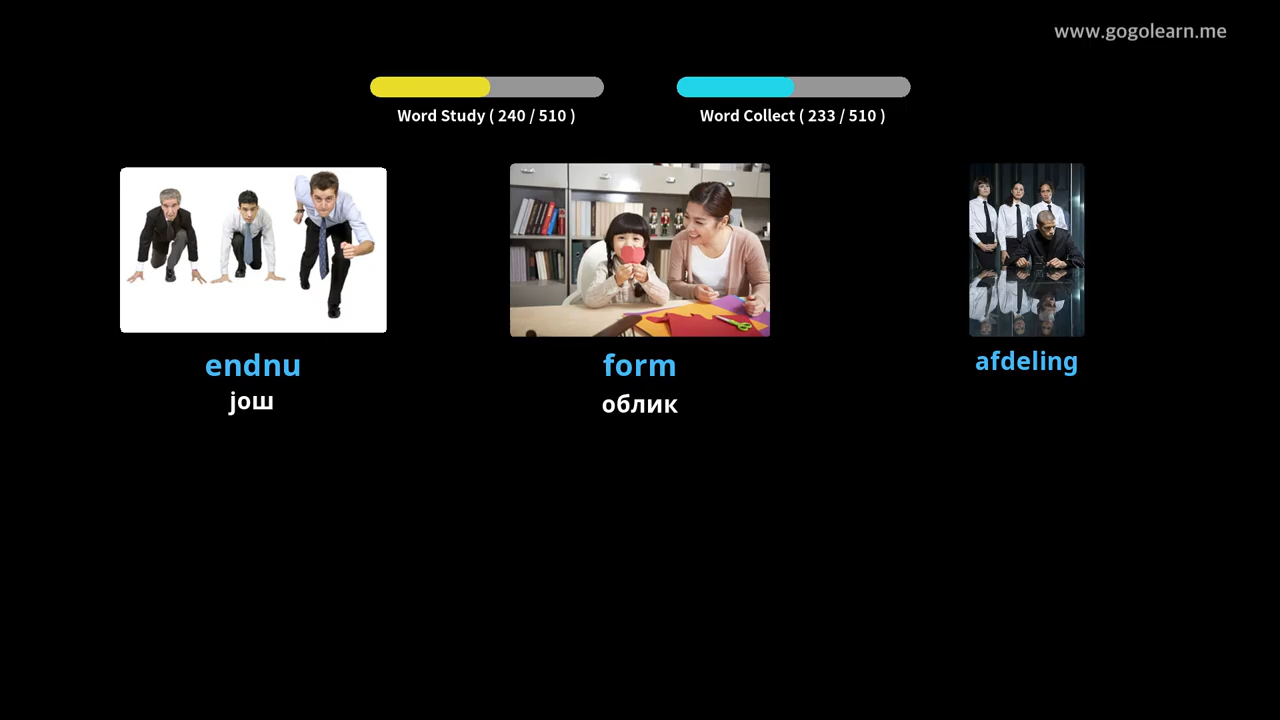 www.gogolearn.me
Word Study ( 240 / 510 )
Word Collect ( 233 / 510 )
endnu
још
form
облик
afdeling